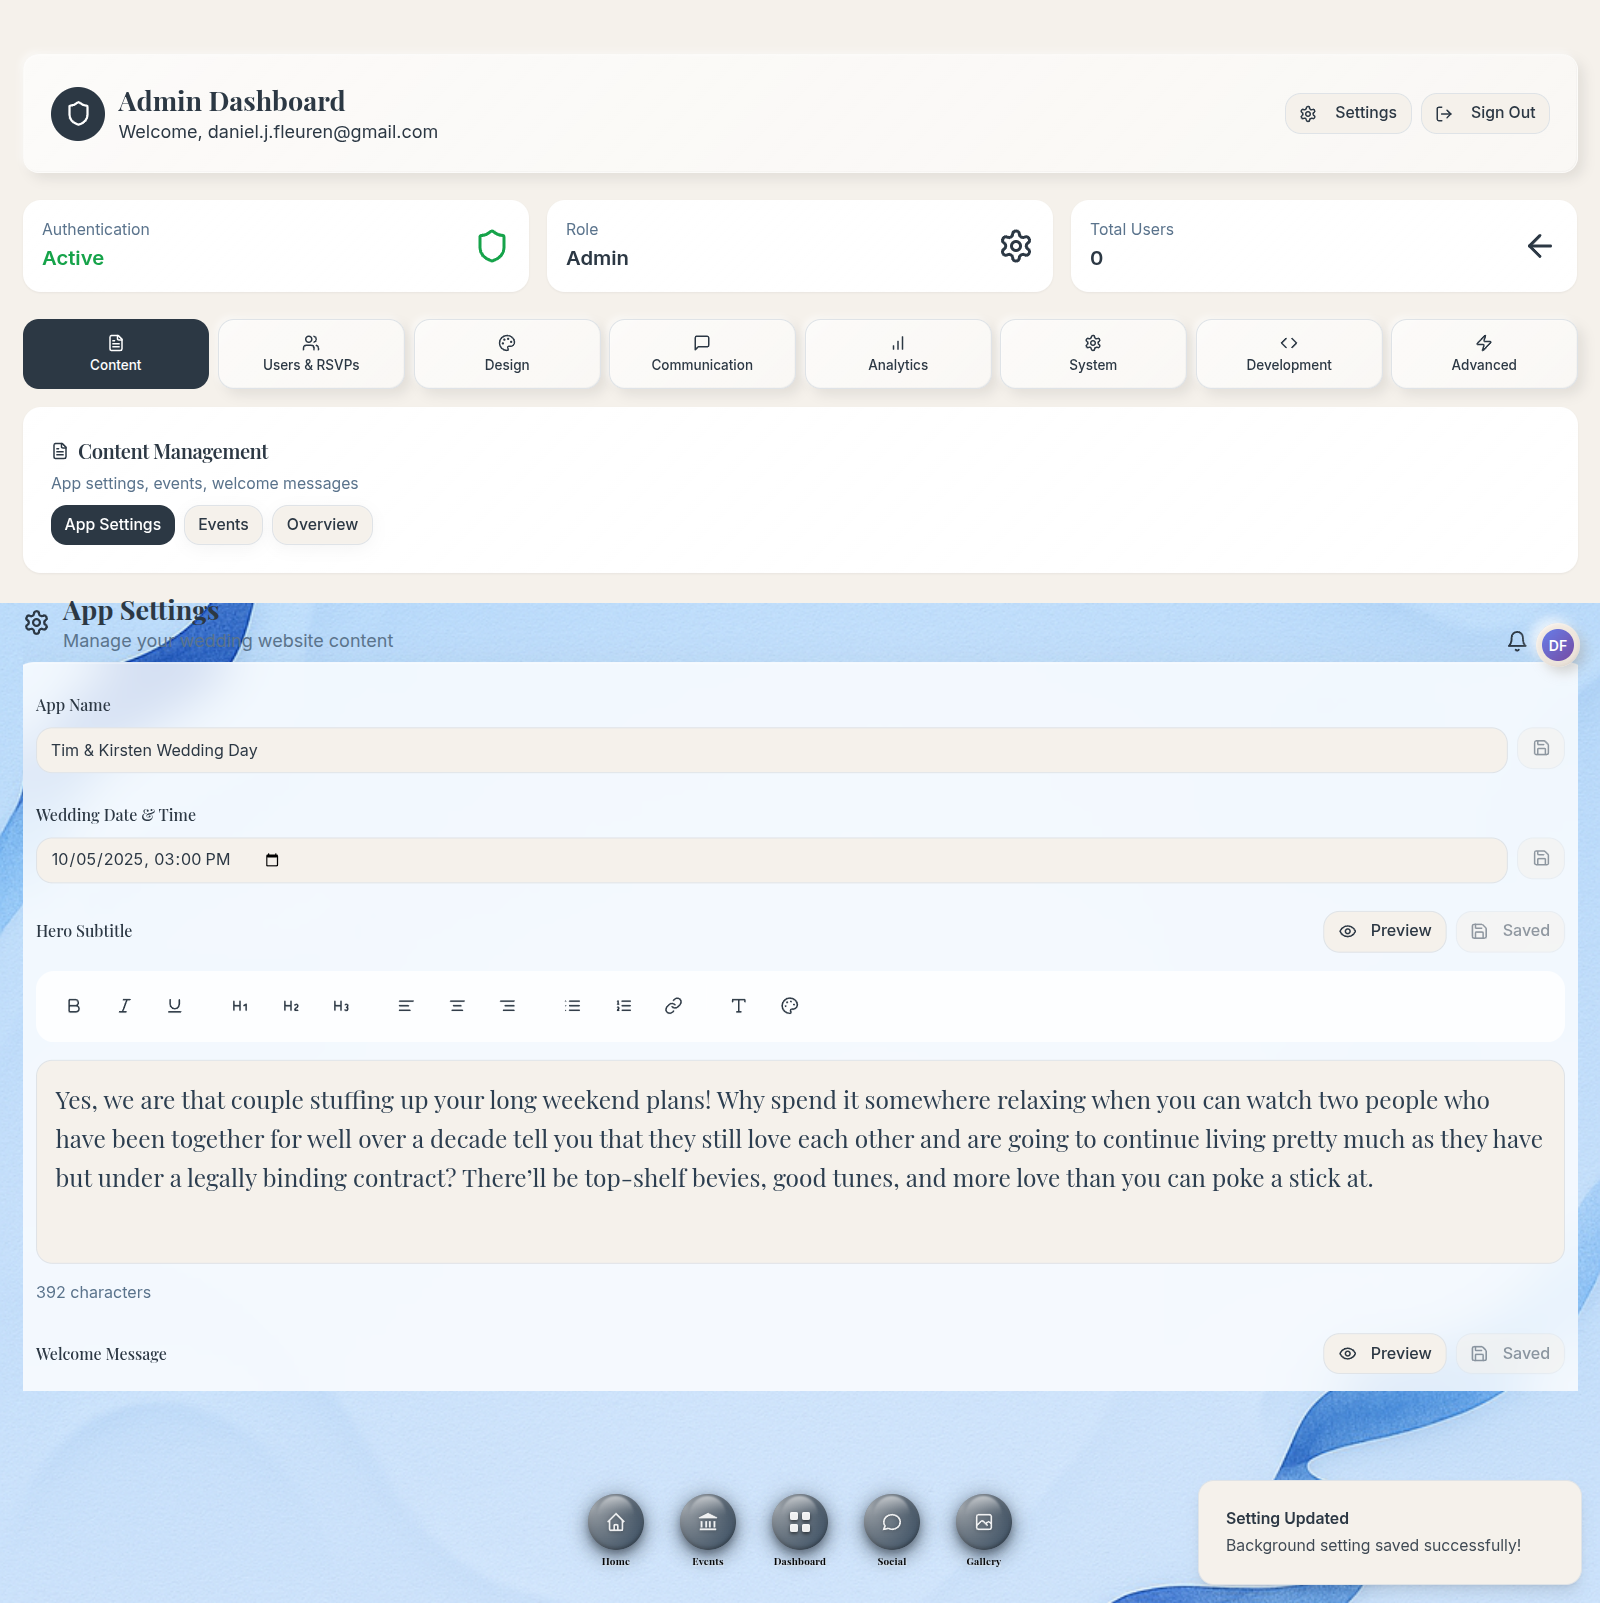 Admin Dashboard
Welcome, daniel.j.fleuren@gmail.com
Settings
Sign Out
Authentication
Active
Role
Admin
Total Users
0
Content
Users & RSVPs
Design
Communication
Analytics
System
Development
Advanced
Content Management
App settings, events, welcome messages
App Settings
Events
Overview
App Settings
Manage your wedding website content
DF
App Name
Tim & Kirsten Wedding Day
Wedding Date & Time
10/05/2025, 03:00 PM
Hero Subtitle
Preview
Saved
B I U H1 H2 H3 T
Yes, we are that couple stuffing up your long weekend plans! Why spend it somewhere relaxing when you can watch two people who
have been together for well over a decade tell you that they still love each other and are going to continue living pretty much as they have
but under a legally binding contract? There’ll be top-shelf bevies, good tunes, and more love than you can poke a stick at.
392 characters
Welcome Message
Preview
Saved
Home
Events
Dashboard
Social
Gallery
Setting Updated
Background setting saved successfully!